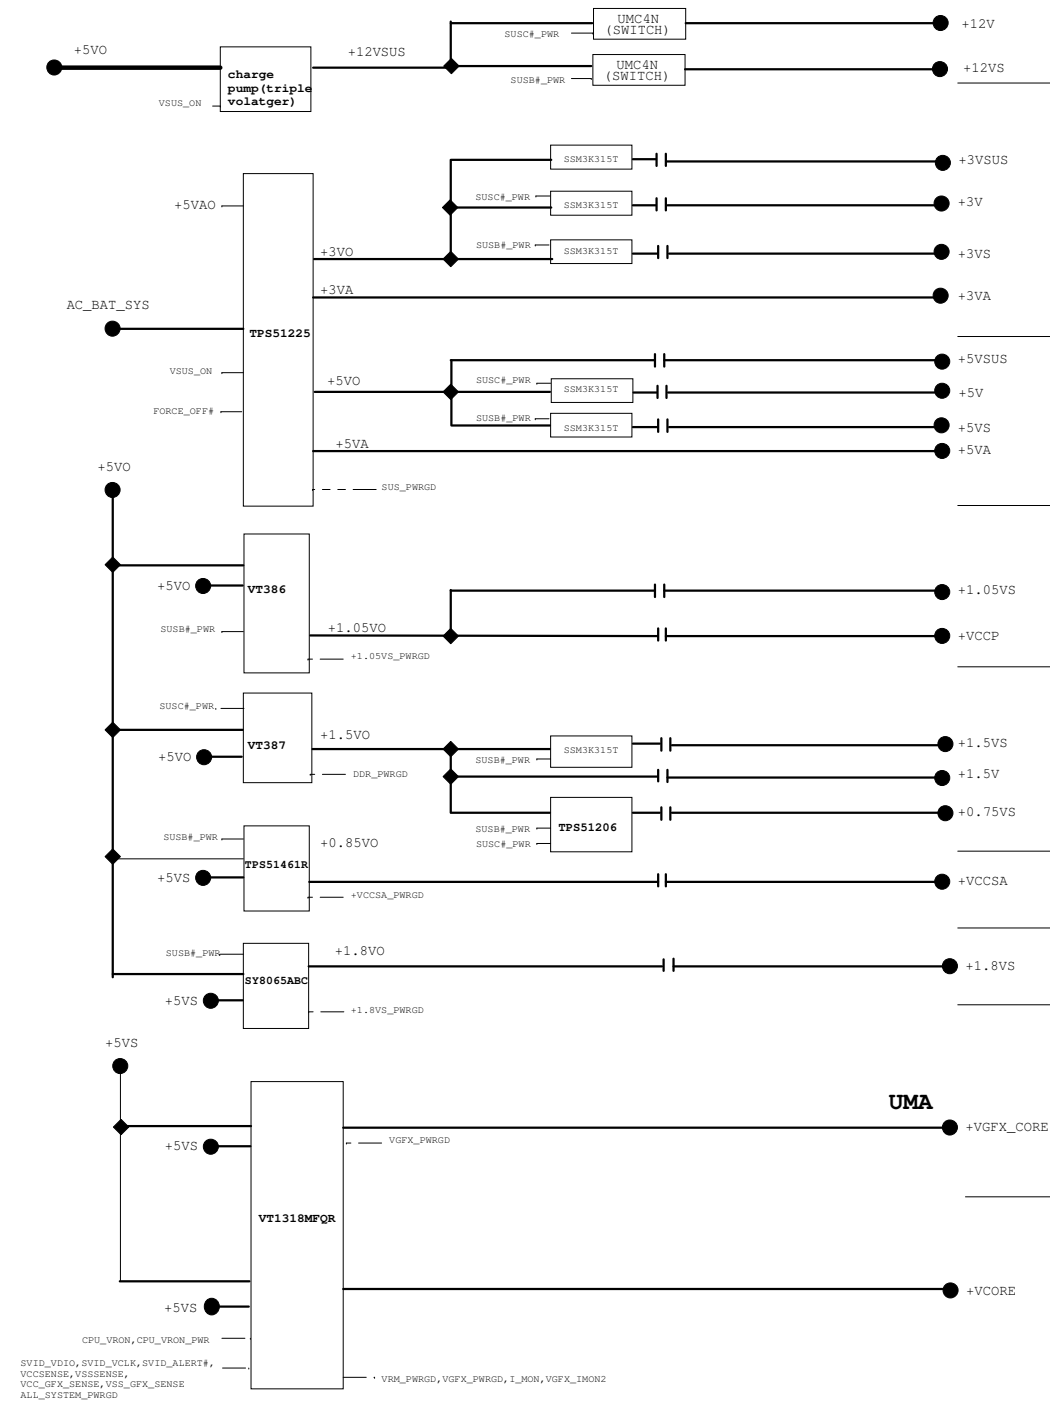 UMC4N
(SWITCH)
+12V
SUSC#_PWR
+5VO
+12VSUS
UMC4N
(SWITCH)
+12VS
SUSB#_PWR
charge
pump(triple
volatger)
VSUS_ON
SSM3K315T
+3VSUS
SUSC#_PWR
SSM3K315T
+3V
+5VAO
SUSB#_PWR
SSM3K315T
+3VS
+3VO
+3VA
+3VA
AC_BAT_SYS
TPS51225
+5VSUS
VSUS_ON
+5VO
SUSC#_PWR
SSM3K315T
+5V
FORCE_OFF#
SUSB#_PWR
SSM3K315T
+5VS
+5VA
+5VA
+5VO
SUS_PWRGD
+5VO
VT386
+1.05VS
SUSB#_PWR
+1.05VO
+VCCP
+1.05VS_PWRGD
SUSC#_PWR
+1.5VO
VT387
SSM3K315T
+1.5VS
+5VO
SUSB#_PWR
DDR_PWRGD
+1.5V
+0.75VS
SUSB#_PWR
TPS51206
SUSC#_PWR
SUSB#_PWR
+0.85VO
TPS51461R
+5VS
+VCCSA
+VCCSA_PWRGD
SUSB#_PWR
+1.8VO
+1.8VS
SY8065ABC
+5VS
+1.8VS_PWRGD
+5VS
UMA
+VGFX_CORE
+5VS
VGFX_PWRGD
VT1318MFQR
+VCORE
+5VS
CPU_VRON,CPU_VRON_PWR
SVID_VDIO,SVID_VCLK,SVID_ALERT#,
VCCSENSE,VSSSENSE,
VCC_GFX_SENSE,VSS_GFX_SENSE
ALL_SYSTEM_PWRGD
VRM_PWRGD,VGFX_PWRGD,I_MON,VGFX_IMON2